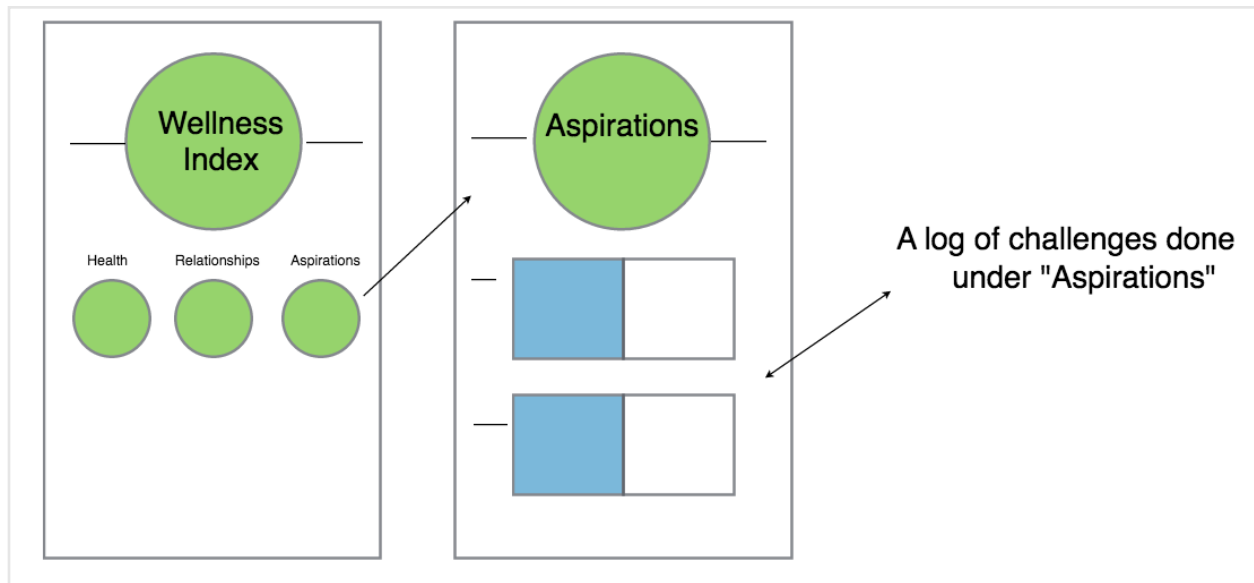 Wellness
Index
Health Relationships Aspirations
Aspirations
A log of challenges done
under "Aspirations"